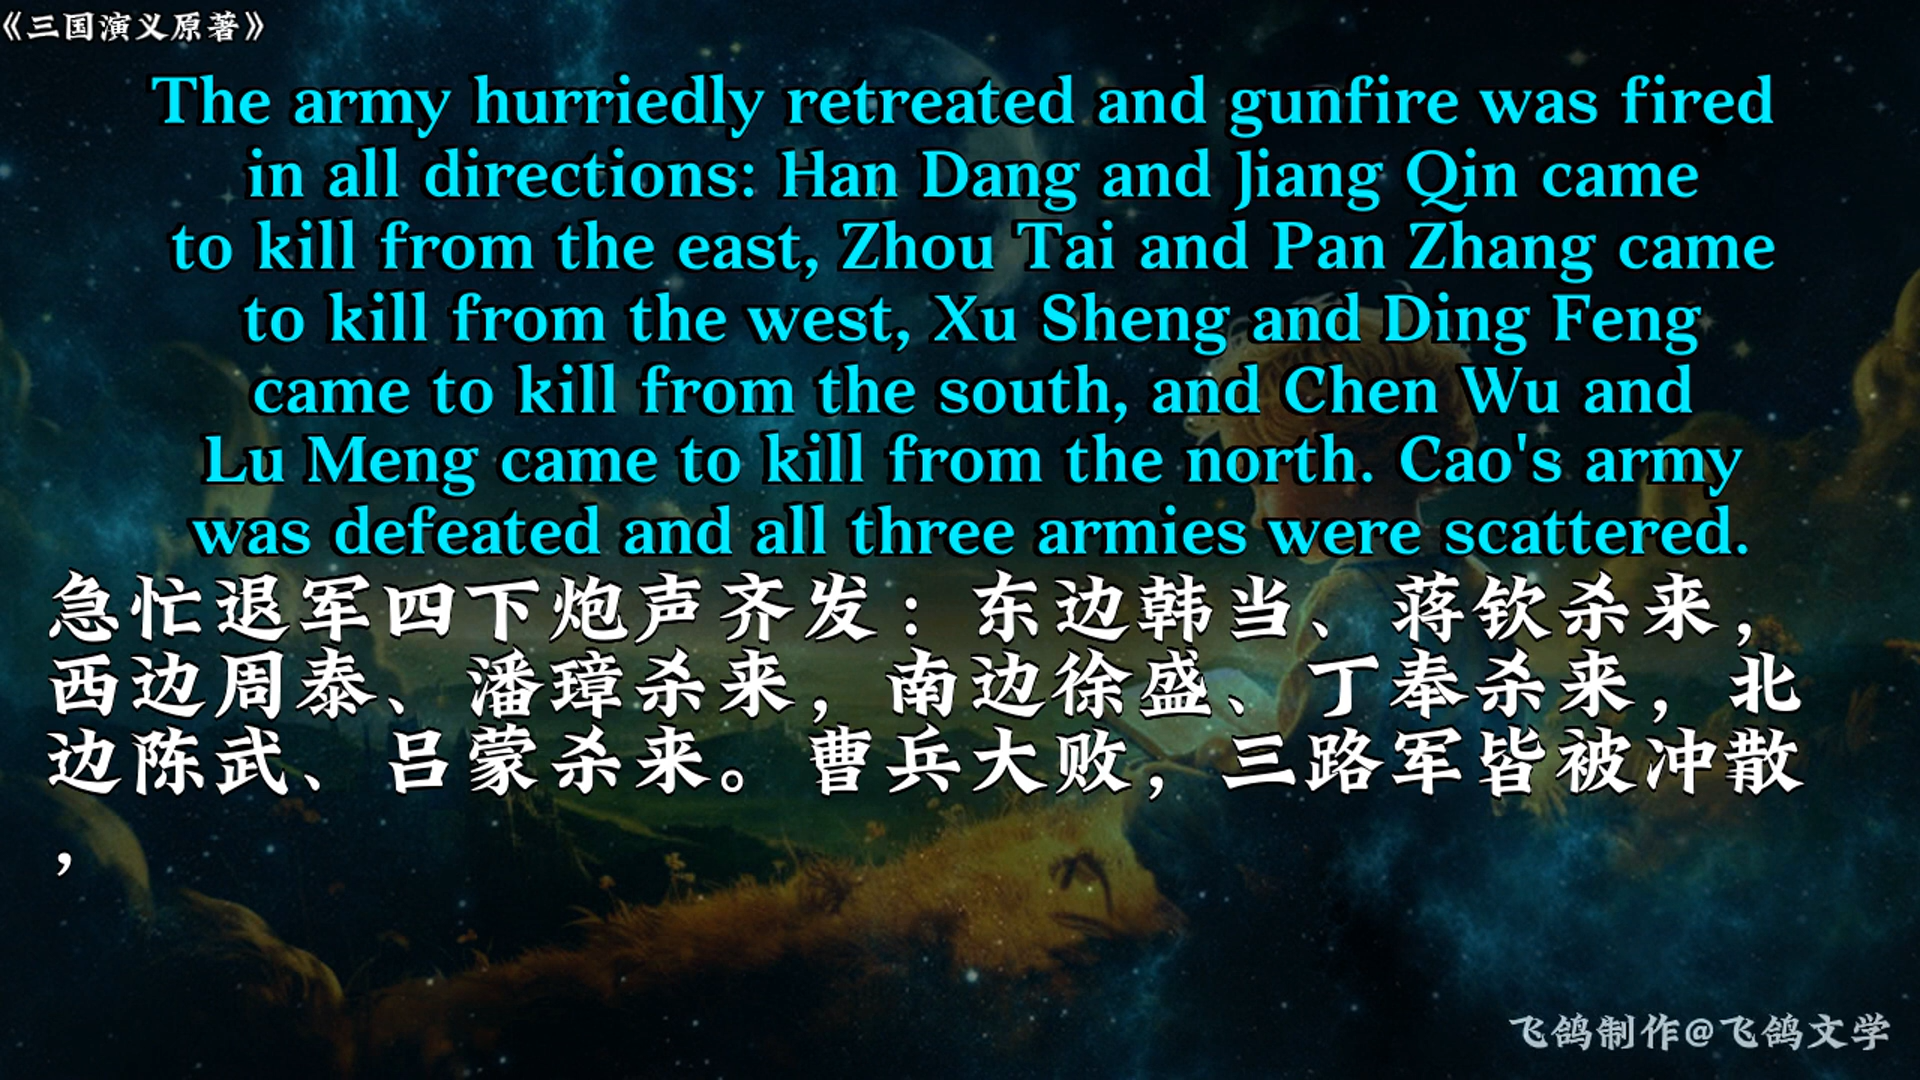 《三国演义原著》
The army hurriedly retreated and gunfire was fired
in all directions: Han Dang and Jiang Qin came
to kill from the east, Zhou Tai and Pan Zhang came
to kill from the west, Xu Sheng and Ding Feng
came to kill from the south, and Chen Wu and
Lu Meng came to kill from the north. Cao's army
was defeated and all three armies were scattered.
急忙退军四下炮声齐发：东边韩当、蒋钦杀来，
西边周泰、潘璋杀来，南边徐盛、丁奉杀来，北
边陈武、吕蒙杀来。曹兵大败，三路军皆被冲散
，
飞鸽制作@飞鸽文学